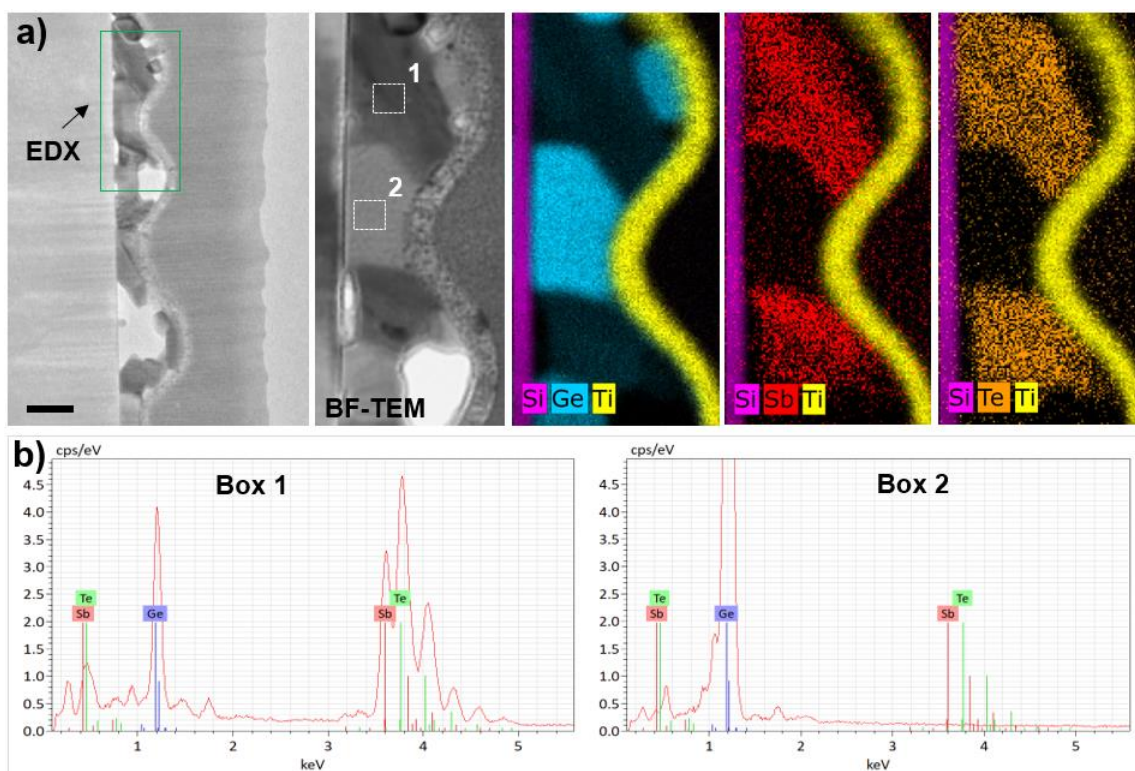 a)
EDX
1
2
BF-TEM
Si Ge Ti
Si Sb Ti
Si Te Ti
b)
cps/eV
Box 1
4.5
4.0
3.5
3.0
2.5
2.0
1.5
1.0
0.5
0.0
Te
Sb
Ge
Te
Sb
1 2 3 4 5
keV
cps/eV
Box 2
4.5
4.0
3.5
3.0
2.5
2.0
1.5
1.0
0.5
0.0
Te
Sb
Ge
Te
Sb
1 2 3 4 5
keV